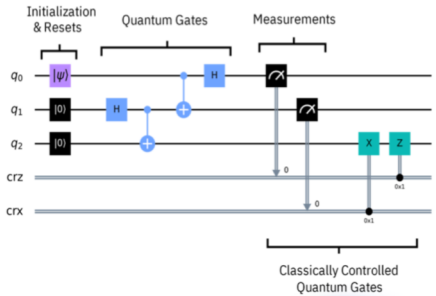 Initialization
& Resets
Quantum Gates
Measurements
q0 |ψ⟩ H
q1 |0⟩ H
q2 |0⟩ X Z
crz 0 0x1
crx 0 0x1
Classically Controlled
Quantum Gates